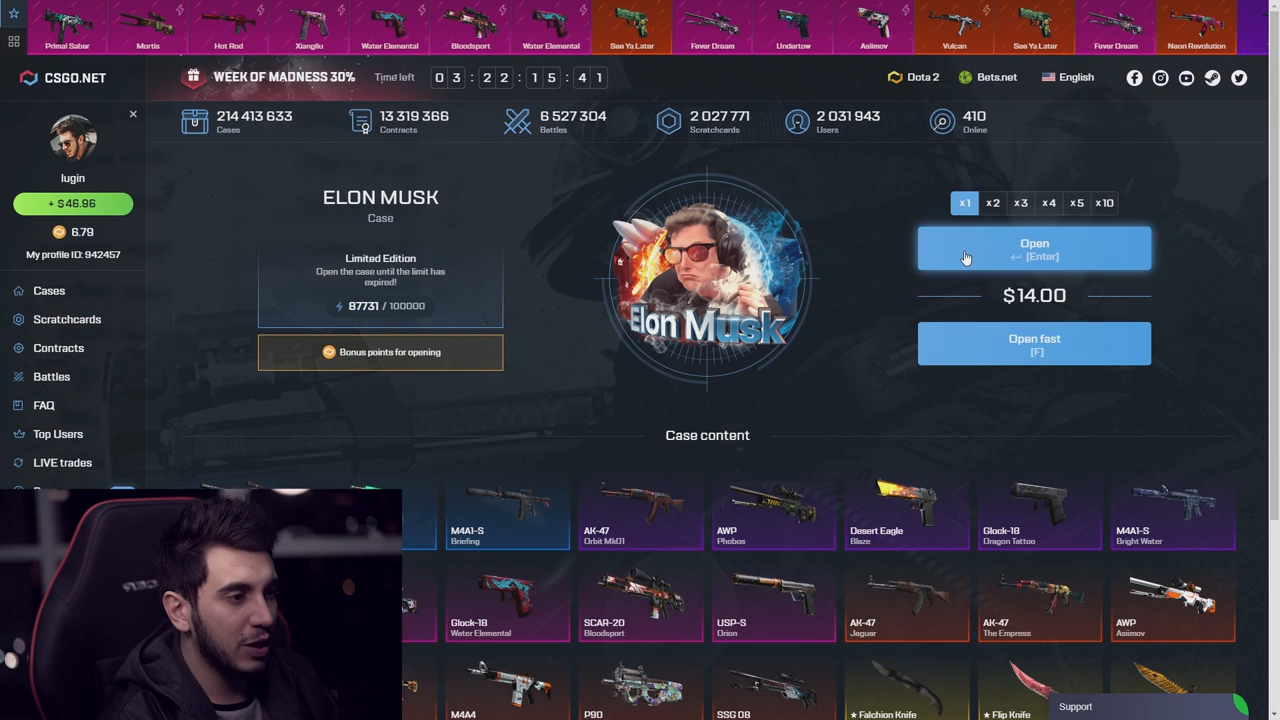 Primal Saber
Mortis
Hot Rod
Xiangliu
Water Elemental
Bloodsport
Water Elemental
See Ya Later
Fever Dream
Undertow
Asiimov
Vulcan
See Ya Later
Fever Dream
Neon Revolution
CSGO.NET
WEEK OF MADNESS 30%
Time left
0 3 : 2 2 : 1 5 : 4 1
Dota 2
Bets.net
English
214 413 633
Cases
13 319 366
Contracts
6 527 304
Battles
2 027 771
Scratchcards
2 031 943
Users
410
Online
lugin
+ $46.96
6.79
My profile ID: 942457
Cases
Scratchcards
Contracts
Battles
FAQ
Top Users
LIVE trades
ELON MUSK
Case
Limited Edition
Open the case until the limit has
expired!
87731 / 100000
Bonus points for opening
Elon Musk
x1 x2 x3 x4 x5 x10
Open
[Enter]
$14.00
Open fast
[F]
Case content
M4A1-S
Briefing
AK-47
Orbit Mk01
AWP
Phobos
Desert Eagle
Blaze
Glock-18
Dragon Tattoo
M4A1-S
Bright Water
Glock-18
Water Elemental
SCAR-20
Bloodsport
USP-S
Orion
AK-47
Jaguar
AK-47
The Empress
AWP
Asiimov
M4A4
P90
SSG 08
★ Falchion Knife
★ Flip Knife
Support